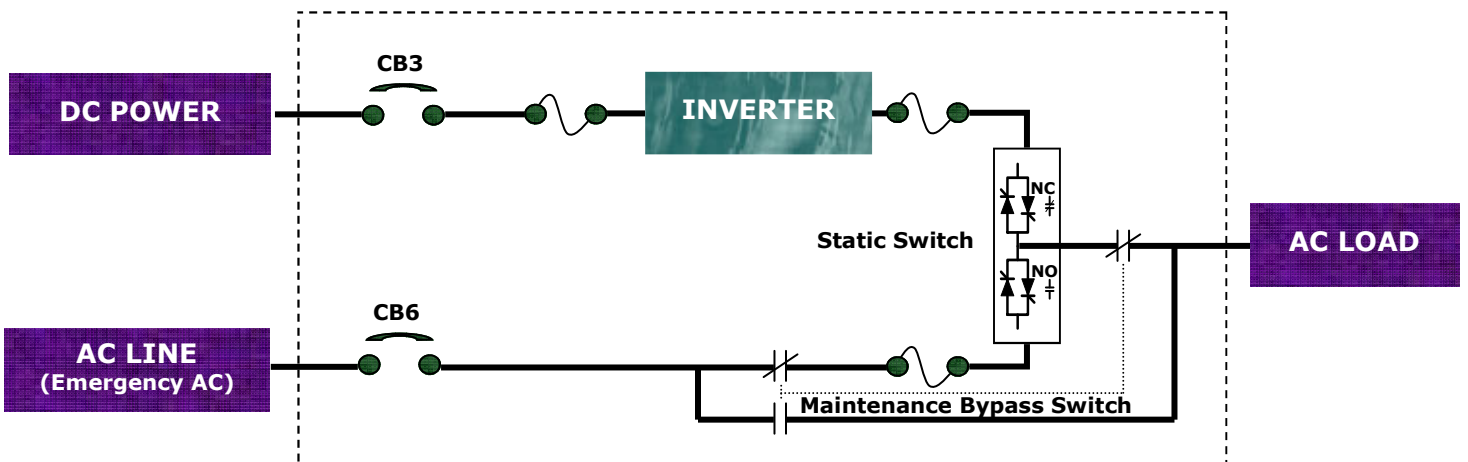 CB3
DC POWER
INVERTER
NC
Static Switch
AC LOAD
NO
CB6
AC LINE
(Emergency AC)
Maintenance Bypass Switch